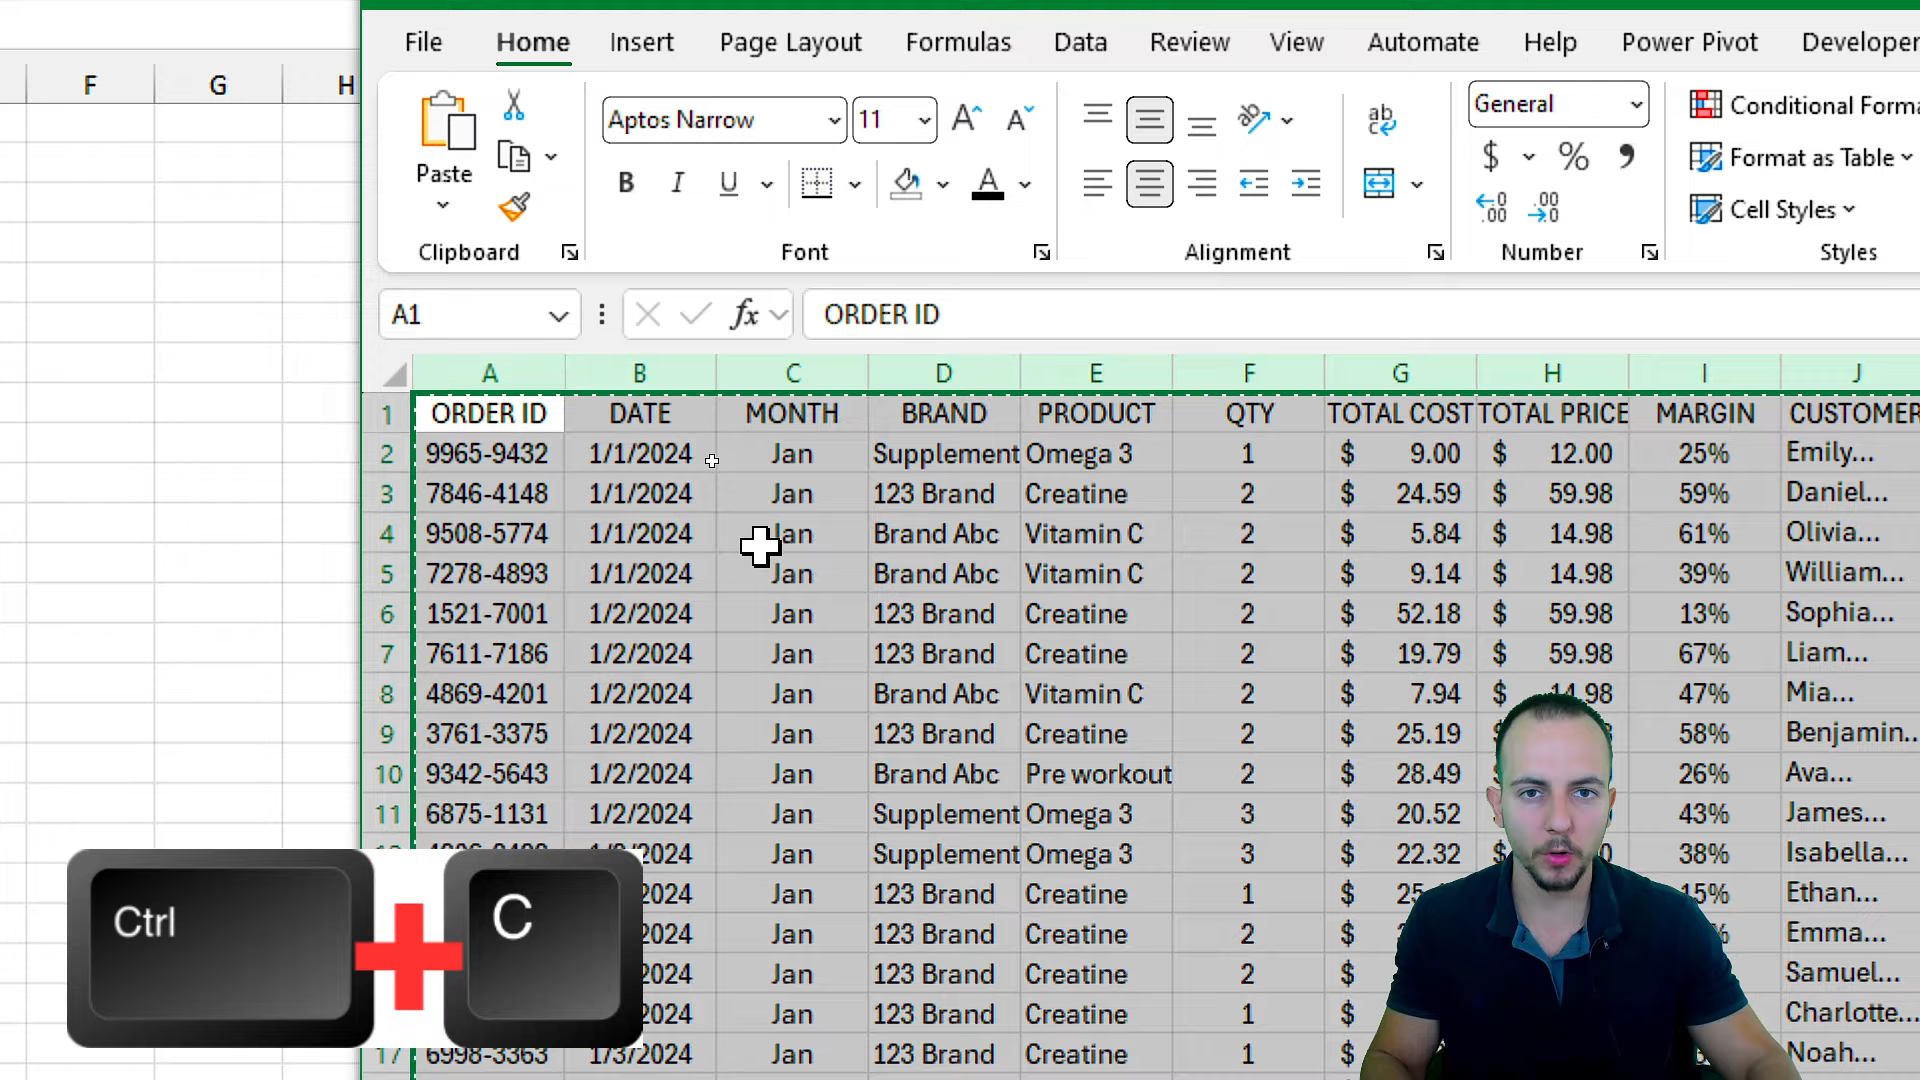 File Home Insert Page Layout Formulas Data Review View Automate Help Power Pivot Developer
F G H
Paste
Aptos Narrow 11
General
Conditional Forma
Format as Table
Cell Styles
B I U A
$ % 9
Clipboard Font Alignment Number Styles
A1 fx ORDER ID
A B C D E F G H I J
1 ORDER ID DATE MONTH BRAND PRODUCT QTY TOTAL COST TOTAL PRICE MARGIN CUSTOMER
2 9965-9432 1/1/2024 Jan Supplement Omega 3 1 $ 9.00 $ 12.00 25% Emily...
3 7846-4148 1/1/2024 Jan 123 Brand Creatine 2 $ 24.59 $ 59.98 59% Daniel...
4 9508-5774 1/1/2024 Jan Brand Abc Vitamin C 2 $ 5.84 $ 14.98 61% Olivia...
5 7278-4893 1/1/2024 Jan Brand Abc Vitamin C 2 $ 9.14 $ 14.98 39% William...
6 1521-7001 1/2/2024 Jan 123 Brand Creatine 2 $ 52.18 $ 59.98 13% Sophia...
7 7611-7186 1/2/2024 Jan 123 Brand Creatine 2 $ 19.79 $ 59.98 67% Liam...
8 4869-4201 1/2/2024 Jan Brand Abc Vitamin C 2 $ 7.94 $ 14.98 47% Mia...
9 3761-3375 1/2/2024 Jan 123 Brand Creatine 2 $ 25.19 58% Benjamin...
10 9342-5643 1/2/2024 Jan Brand Abc Pre workout 2 $ 28.49 26% Ava...
11 6875-1131 1/2/2024 Jan Supplement Omega 3 3 $ 20.52 43% James...
2024 Jan Supplement Omega 3 3 $ 22.32 38% Isabella...
2024 Jan 123 Brand Creatine 1 $ 15% Ethan...
2024 Jan 123 Brand Creatine 2 $ Emma...
2024 Jan 123 Brand Creatine 2 $ Samuel...
2024 Jan 123 Brand Creatine 1 $ Charlotte...
17 6998-3363 1/3/2024 Jan 123 Brand Creatine 1 $ Noah...
Ctrl C